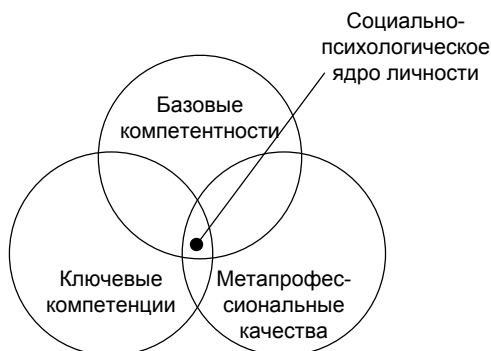 Социально-
психологическое
ядро личности
Базовые
компетентности
Ключевые
компетенции
Метапрофес-
сиональные
качества